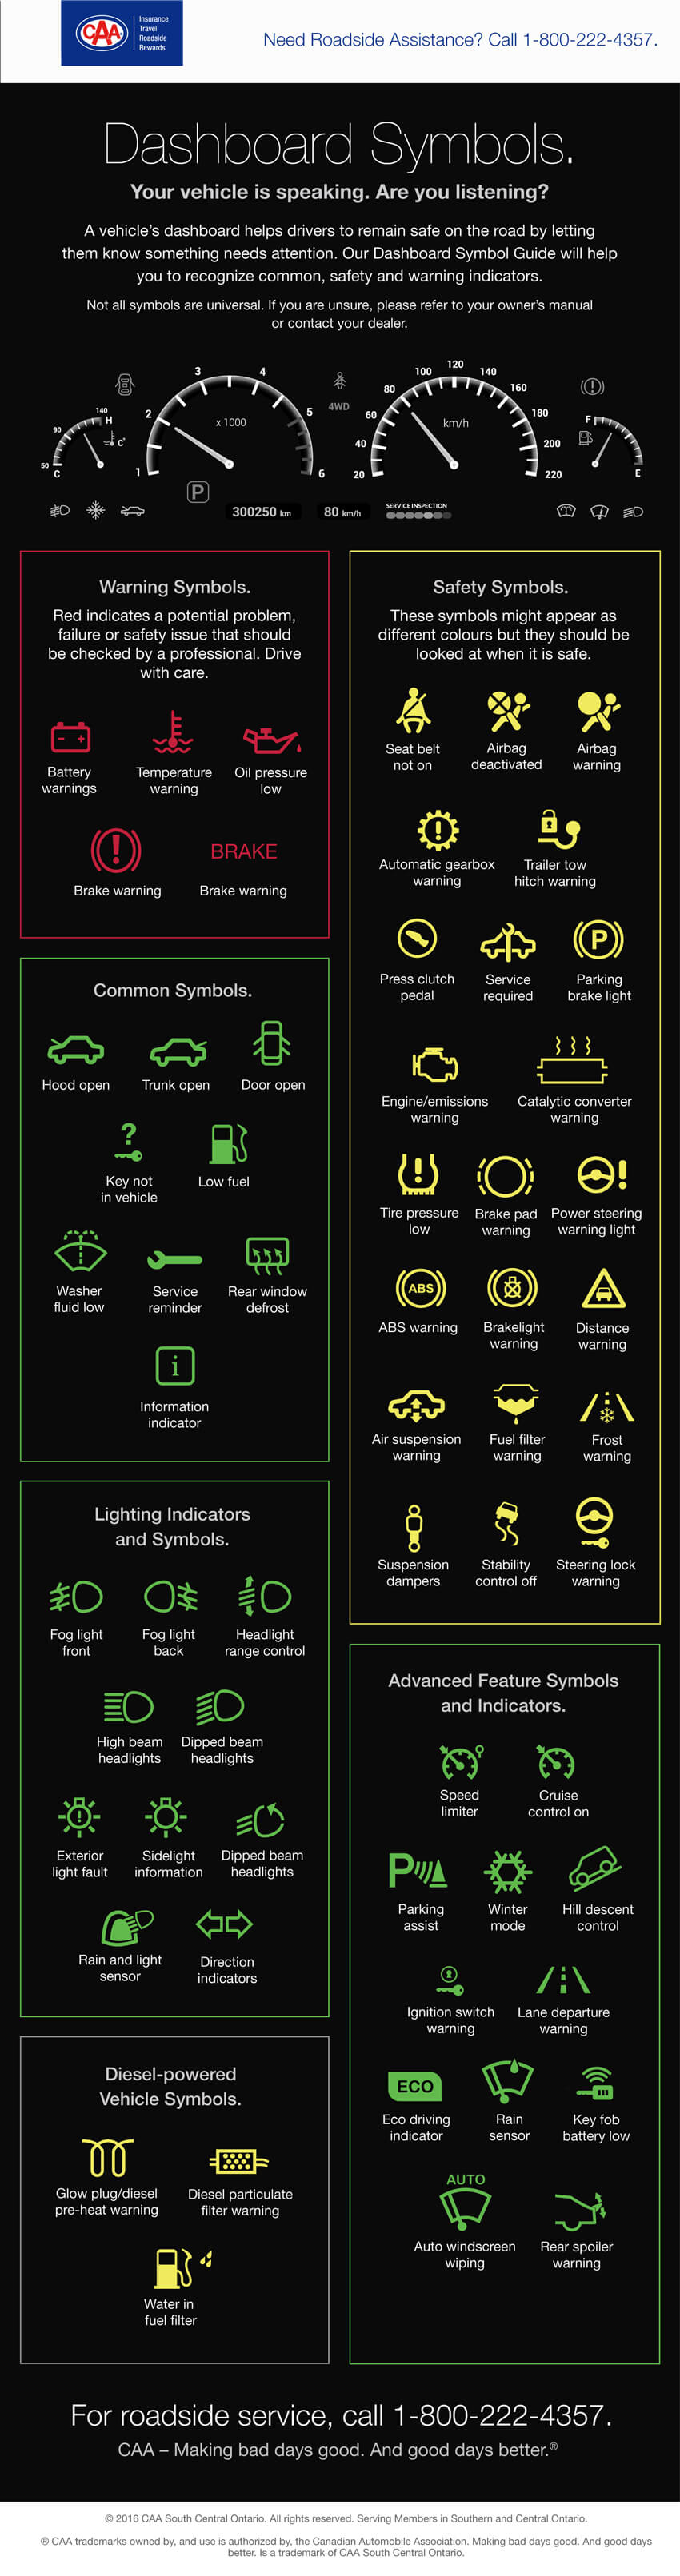 CAA
Insurance
Travel
Roadside
Rewards
Need Roadside Assistance? Call 1-800-222-4357.
Dashboard Symbols.
Your vehicle is speaking. Are you listening?
A vehicle's dashboard helps drivers to remain safe on the road by letting
them know something needs attention. Our Dashboard Symbol Guide will help
you to recognize common, safety and warning indicators.
Not all symbols are universal. If you are unsure, please refer to your owner's manual
or contact your dealer.
50
90
140
H
C
C°
1
2
3
4
5
6
x 1000
P
4WD
20
40
60
80
100
120
140
160
180
200
220
km/h
F
E
300250 km
80 km/h
SERVICE INSPECTION
Warning Symbols.
Red indicates a potential problem,
failure or safety issue that should
be checked by a professional. Drive
with care.
Battery
warnings
Temperature
warning
Oil pressure
low
Brake warning
BRAKE
Brake warning
Common Symbols.
Hood open
Trunk open
Door open
?
Key not
in vehicle
Low fuel
Washer
fluid low
Service
reminder
Rear window
defrost
i
Information
indicator
Lighting Indicators
and Symbols.
Fog light
front
Fog light
back
Headlight
range control
High beam
headlights
Dipped beam
headlights
Exterior
light fault
Sidelight
information
Dipped beam
headlights
Rain and light
sensor
Direction
indicators
Diesel-powered
Vehicle Symbols.
Glow plug/diesel
pre-heat warning
Diesel particulate
filter warning
Water in
fuel filter
Safety Symbols.
These symbols might appear as
different colours but they should be
looked at when it is safe.
Seat belt
not on
Airbag
deactivated
Airbag
warning
Automatic gearbox
warning
Trailer tow
hitch warning
Press clutch
pedal
Service
required
P
Parking
brake light
Engine/emissions
warning
Catalytic converter
warning
Tire pressure
low
Brake pad
warning
Power steering
warning light
ABS
ABS warning
Brakelight
warning
Distance
warning
Air suspension
warning
Fuel filter
warning
Frost
warning
Suspension
dampers
Stability
control off
Steering lock
warning
Advanced Feature Symbols
and Indicators.
Speed
limiter
Cruise
control on
P
Parking
assist
Winter
mode
Hill descent
control
Ignition switch
warning
Lane departure
warning
ECO
Eco driving
indicator
Rain
sensor
Key fob
battery low
AUTO
Auto windscreen
wiping
Rear spoiler
warning
For roadside service, call 1-800-222-4357.
CAA – Making bad days good. And good days better.®
© 2016 CAA South Central Ontario. All rights reserved. Serving Members in Southern and Central Ontario.
® CAA trademarks owned by, and use is authorized by, the Canadian Automobile Association. Making bad days good. And good days
better. Is a trademark of CAA South Central Ontario.